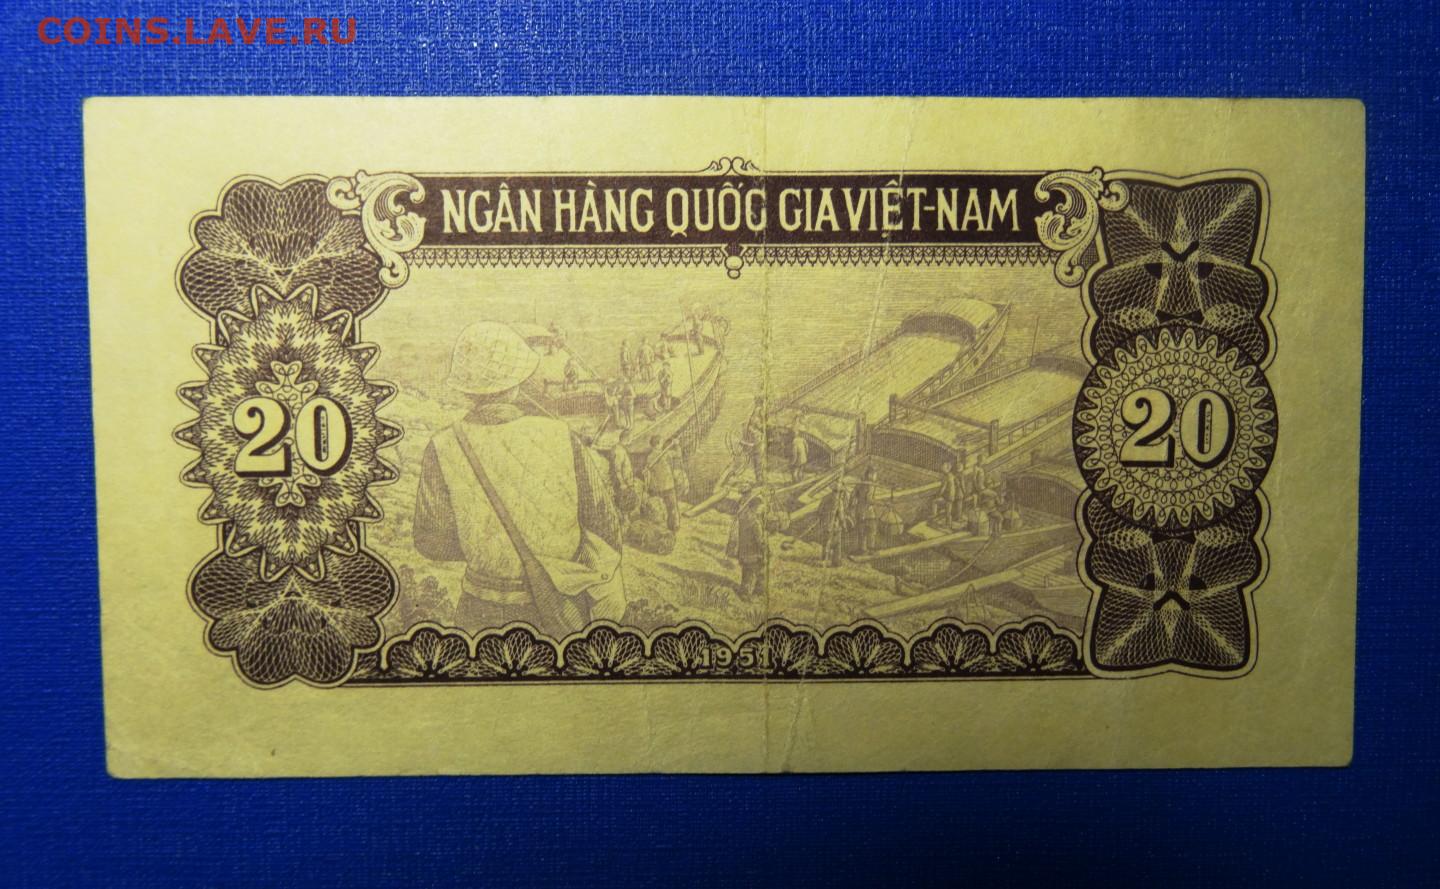 COINS.LAVE.RU
NGÂN HÀNG QUỐC GIA VIỆT-NAM
20
20
1951